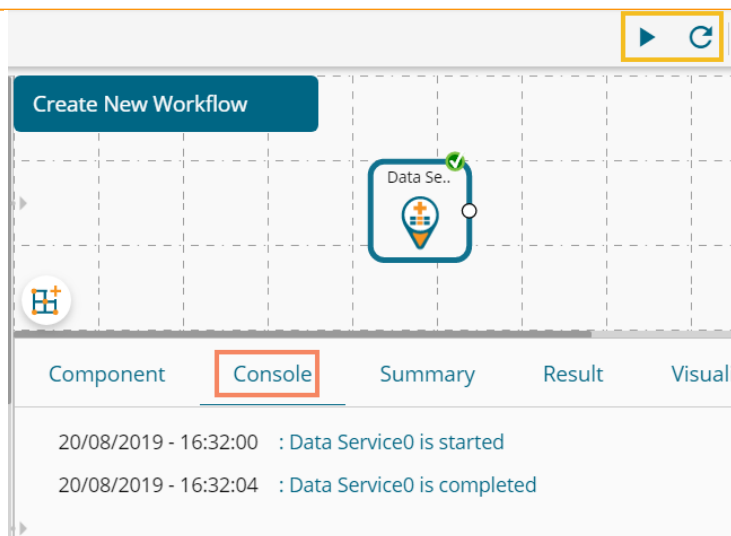 Create New Workflow
Data Se..
Component Console Summary Result Visual
20/08/2019 - 16:32:00 : Data Service0 is started
20/08/2019 - 16:32:04 : Data Service0 is completed